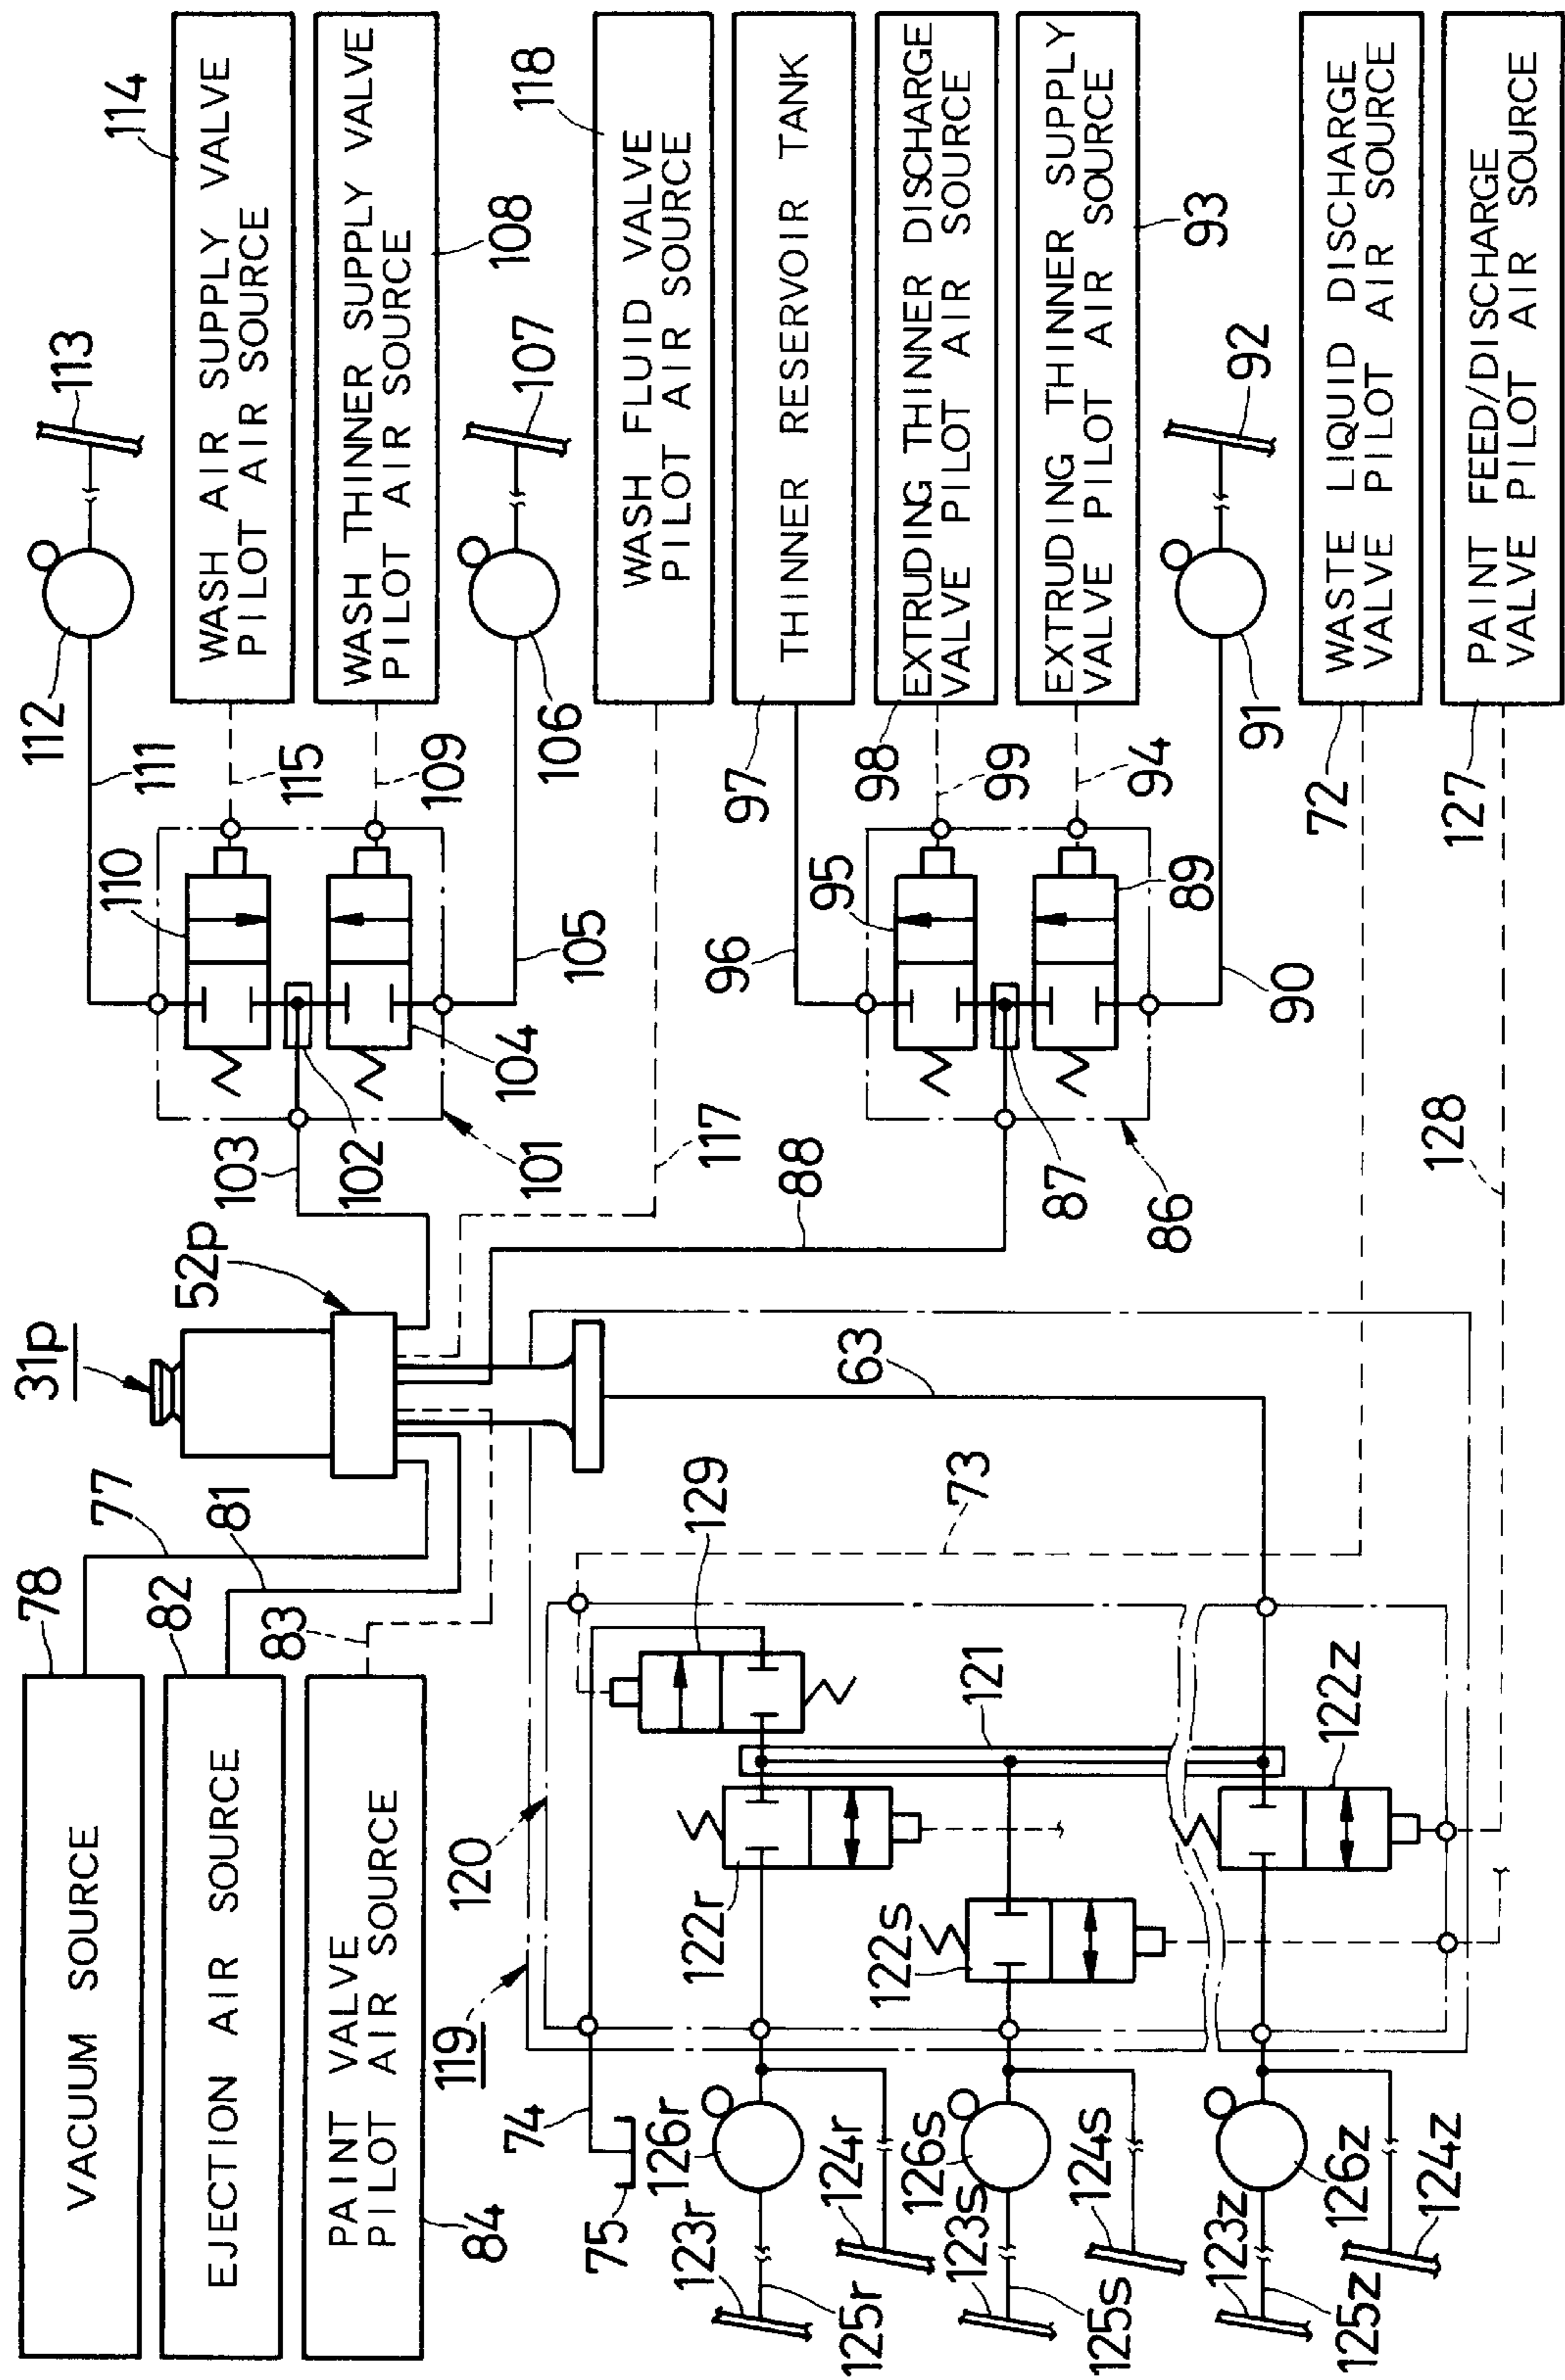 VACUUM SOURCE
78
77
EJECTION AIR SOURCE
82
81
PAINT VALVE
PILOT AIR SOURCE
83
84
31p
52p
103
102
101
104
105
110
111
112
113
WASH AIR SUPPLY VALVE
PILOT AIR SOURCE
114
115
WASH THINNER SUPPLY VALVE
PILOT AIR SOURCE
108
109
106
107
WASH FLUID VALVE
PILOT AIR SOURCE
118
117
THINNER RESERVOIR TANK
97
96
95
EXTRUDING THINNER DISCHARGE
VALVE PILOT AIR SOURCE
98
99
EXTRUDING THINNER SUPPLY
VALVE PILOT AIR SOURCE
93
94
89
88
87
86
90
91
92
WASTE LIQUID DISCHARGE
VALVE PILOT AIR SOURCE
72
73
PAINT FEED/DISCHARGE
VALVE PILOT AIR SOURCE
127
128
63
119
120
129
121
122r
122s
122z
74
75
126r
123r
124r
125r
126s
123s
124s
125s
126z
123z
124z
125z